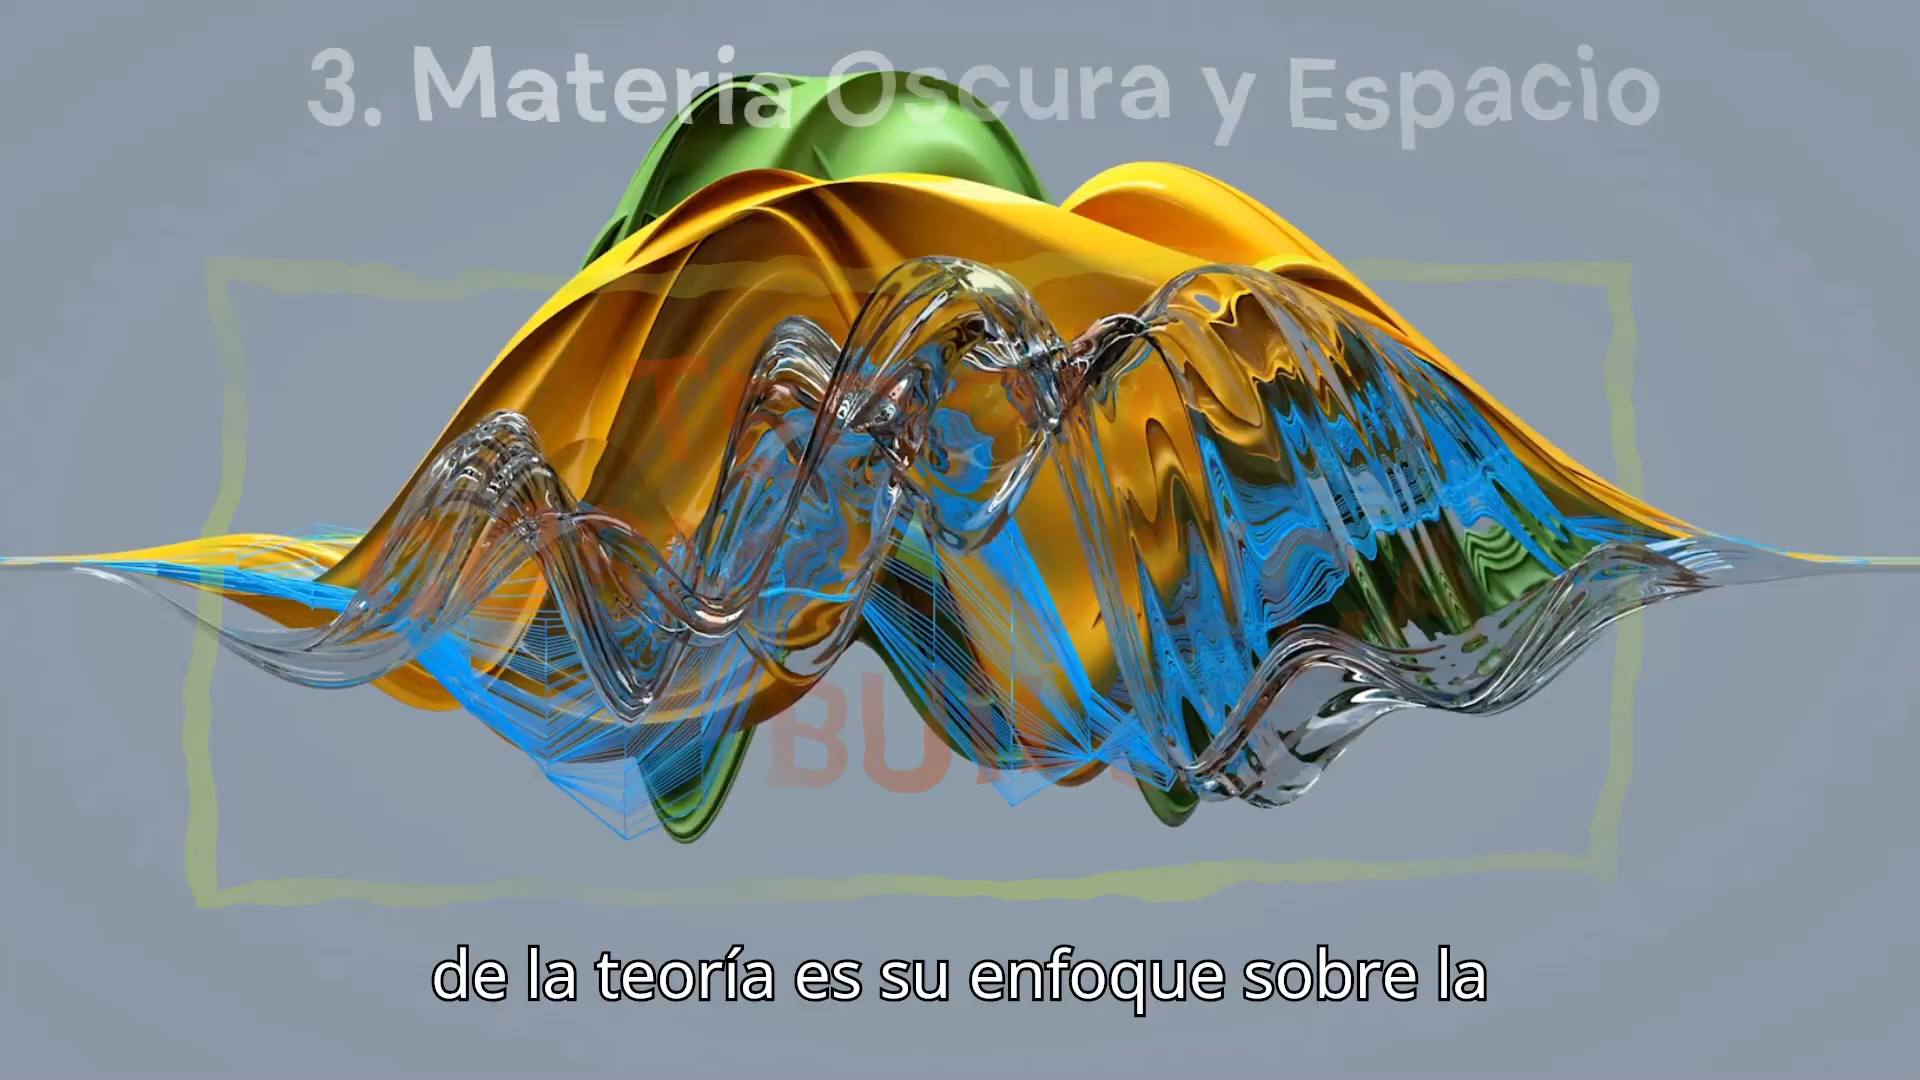 3. Materia Oscura y Espacio
de la teoría es su enfoque sobre la